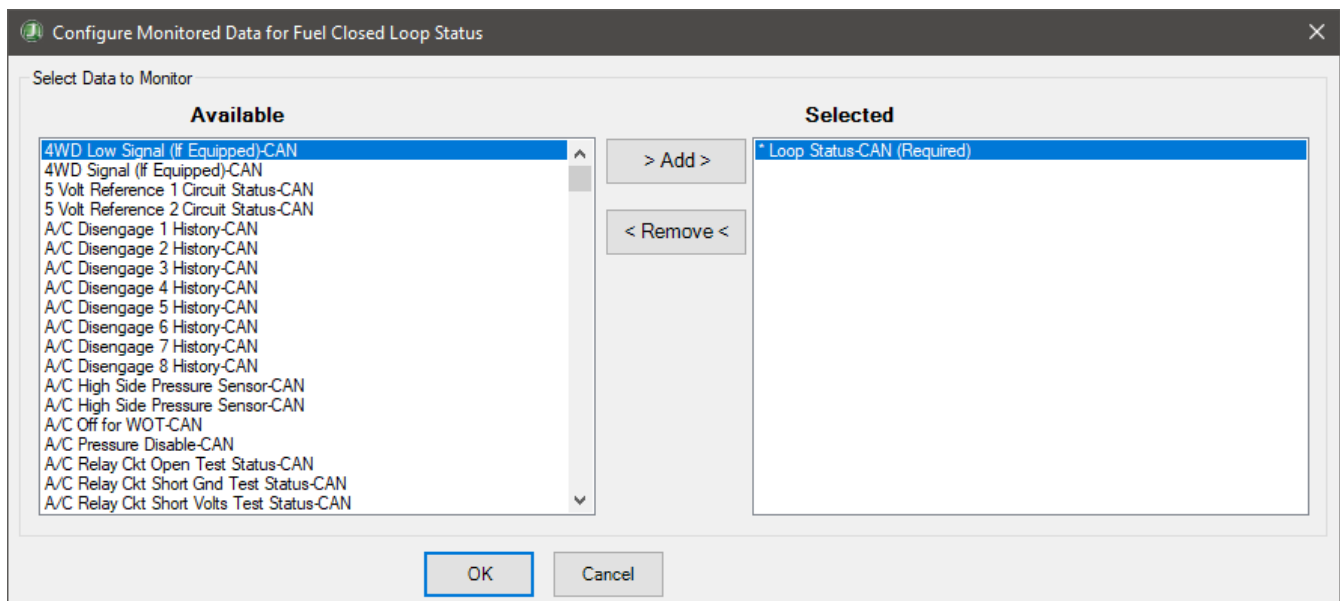 Configure Monitored Data for Fuel Closed Loop Status
Select Data to Monitor
Available
Selected
4WD Low Signal (If Equipped)-CAN
4WD Signal (If Equipped)-CAN
5 Volt Reference 1 Circuit Status-CAN
5 Volt Reference 2 Circuit Status-CAN
A/C Disengage 1 History-CAN
A/C Disengage 2 History-CAN
A/C Disengage 3 History-CAN
A/C Disengage 4 History-CAN
A/C Disengage 5 History-CAN
A/C Disengage 6 History-CAN
A/C Disengage 7 History-CAN
A/C Disengage 8 History-CAN
A/C High Side Pressure Sensor-CAN
A/C High Side Pressure Sensor-CAN
A/C Off for WOT-CAN
A/C Pressure Disable-CAN
A/C Relay Ckt Open Test Status-CAN
A/C Relay Ckt Short Gnd Test Status-CAN
A/C Relay Ckt Short Volts Test Status-CAN
> Add >
< Remove <
* Loop Status-CAN (Required)
OK
Cancel